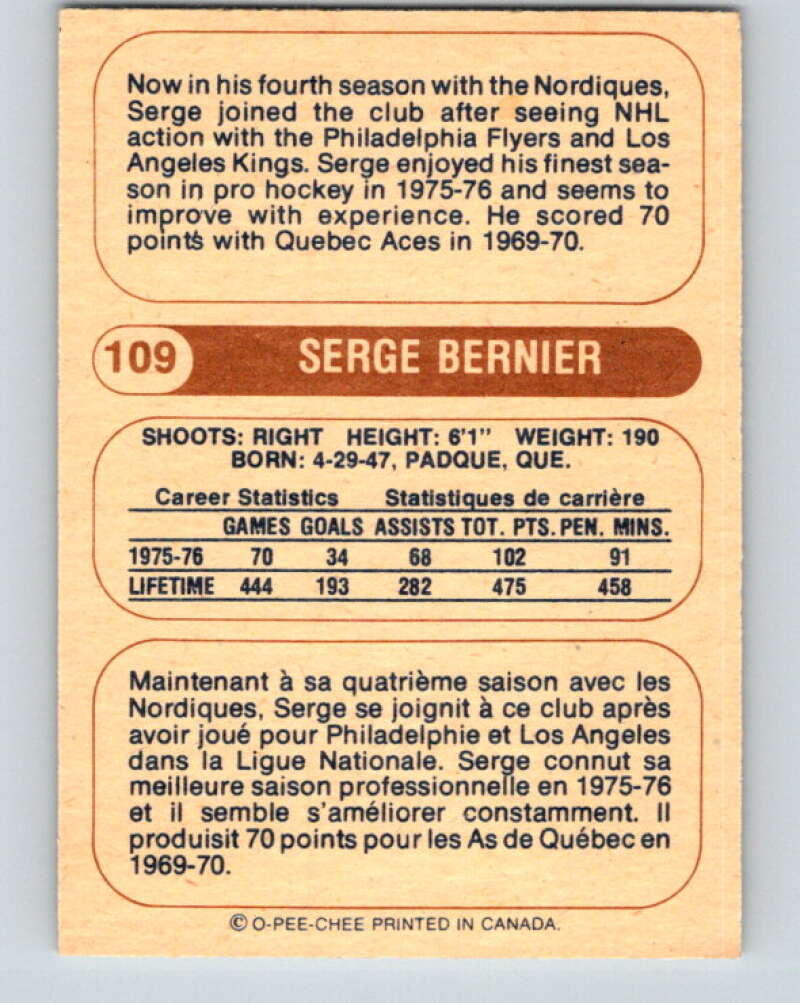 Now in his fourth season with the Nordiques,
Serge joined the club after seeing NHL
action with the Philadelphia Flyers and Los
Angeles Kings. Serge enjoyed his finest sea-
son in pro hockey in 1975-76 and seems to
improve with experience. He scored 70
points with Quebec Aces in 1969-70.
109 SERGE BERNIER
SHOOTS: RIGHT HEIGHT: 6'1" WEIGHT: 190
BORN: 4-29-47, PADQUE, QUE.
Career Statistics Statistiques de carrière
GAMES GOALS ASSISTS TOT. PTS. PEN. MINS.
1975-76 70 34 68 102 91
LIFETIME 444 193 282 475 458
Maintenant à sa quatrième saison avec les
Nordiques, Serge se joignit à ce club après
avoir joué pour Philadelphie et Los Angeles
dans la Ligue Nationale. Serge connut sa
meilleure saison professionnelle en 1975-76
et il semble s'améliorer constamment. Il
produisit 70 points pour les As de Québec en
1969-70.
© O-PEE-CHEE PRINTED IN CANADA.